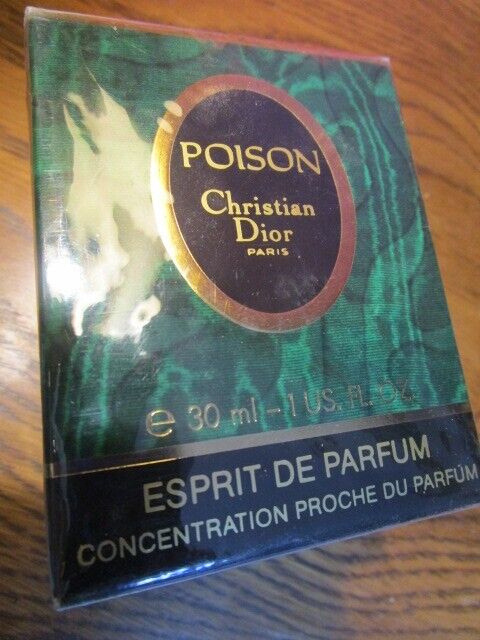 POISON
Christian
Dior
PARIS
e 30 ml - 1 US. FL. OZ.
ESPRIT DE PARFUM
CONCENTRATION PROCHE DU PARFUM